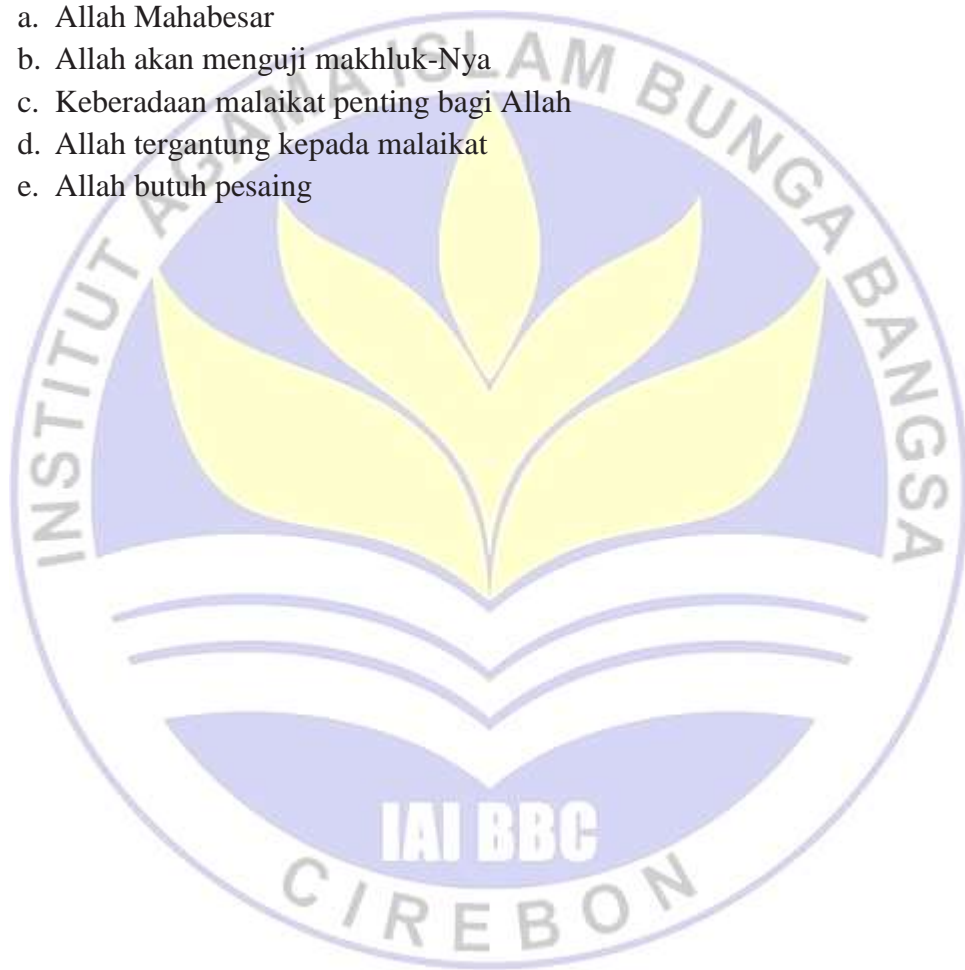 a. Allah Mahabesar
b. Allah akan menguji makhluk-Nya
c. Keberadaan malaikat penting bagi Allah
d. Allah tergantung kepada malaikat
e. Allah butuh pesaing
INSTITUT AGAMA ISLAM BUNGA BANGSA
IAI BBC
CIREBON